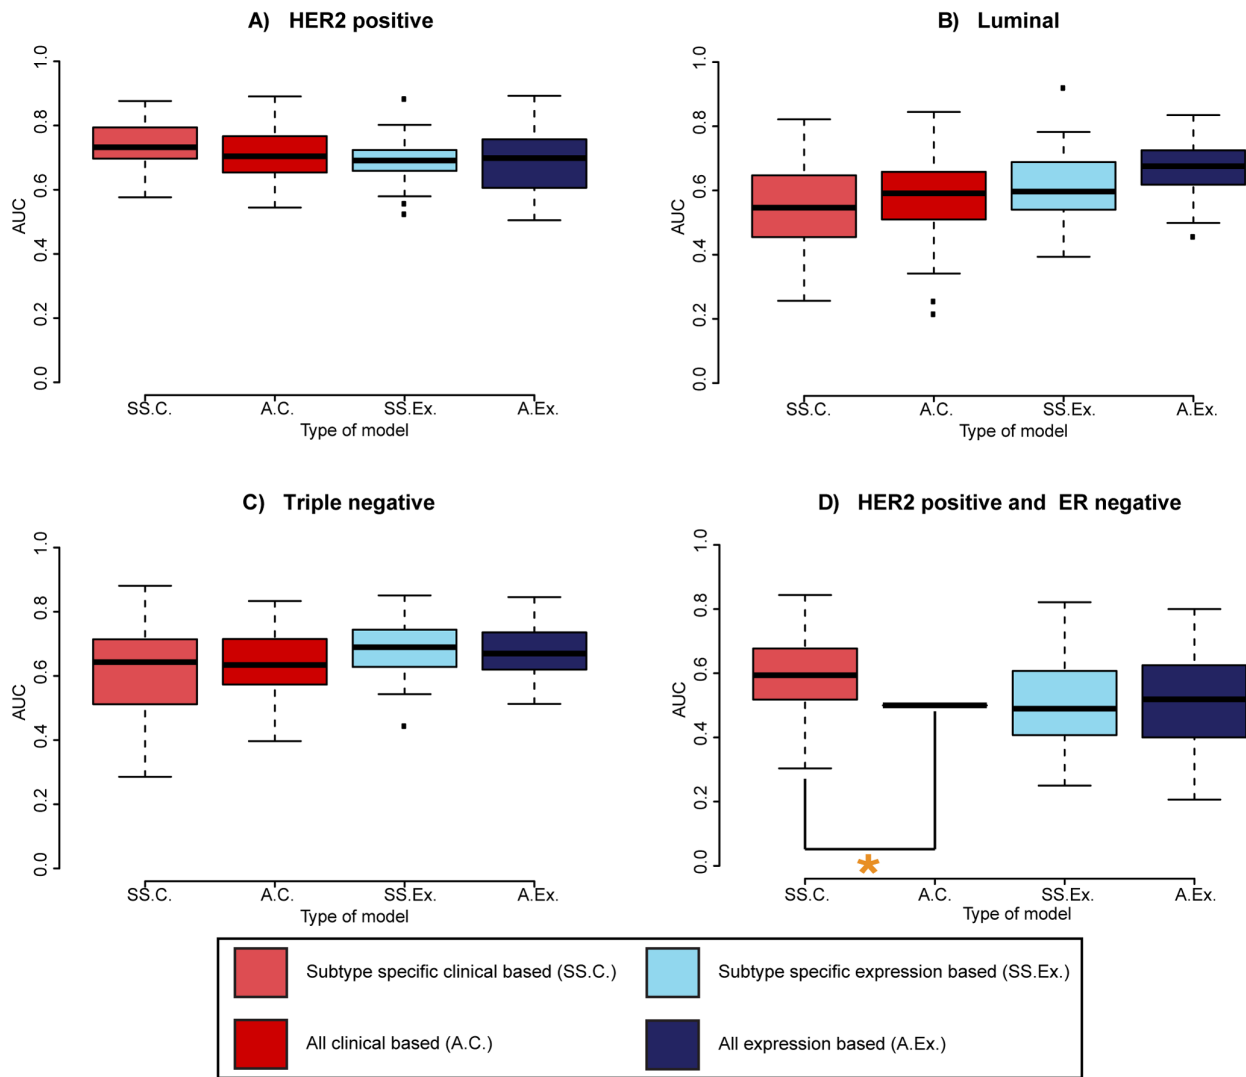 A) HER2 positive
AUC
1.0
0.8
0.6
0.4
0.2
0.0
SS.C. A.C. SS.Ex. A.Ex.
Type of model
B) Luminal
AUC
1.0
0.8
0.6
0.4
0.2
0.0
SS.C. A.C. SS.Ex. A.Ex.
Type of model
C) Triple negative
AUC
1.0
0.8
0.6
0.4
0.2
0.0
SS.C. A.C. SS.Ex. A.Ex.
Type of model
D) HER2 positive and ER negative
AUC
1.0
0.8
0.6
0.4
0.2
0.0
*
SS.C. A.C. SS.Ex. A.Ex.
Type of model
Subtype specific clinical based (SS.C.)
Subtype specific expression based (SS.Ex.)
All clinical based (A.C.)
All expression based (A.Ex.)